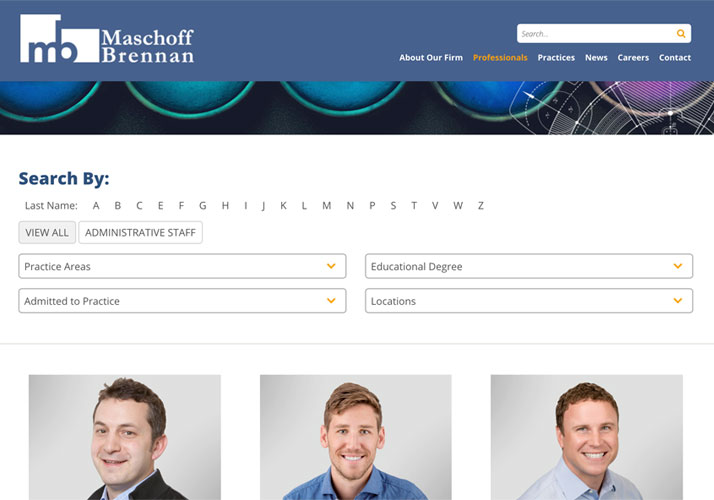 mb Maschoff
Brennan
Search...
About Our Firm Professionals Practices News Careers Contact
Search By:
Last Name: A B C E F G H I J K L M N P S T V W Z
VIEW ALL ADMINISTRATIVE STAFF
Practice Areas Educational Degree
Admitted to Practice Locations